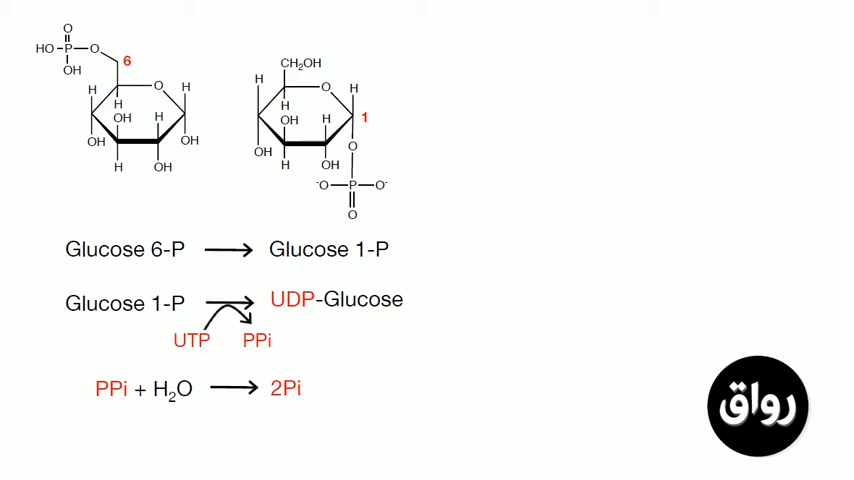 O
HO P O 6
OH
H O H
H
OH H
OH OH
H OH
CH₂OH
H O H
H 1
OH H
OH O
H OH
⁻O P O⁻
O
Glucose 6-P → Glucose 1-P
Glucose 1-P → UDP-Glucose
UTP PPi
PPi + H₂O → 2Pi
رواق